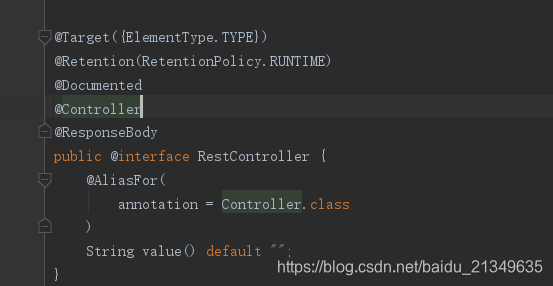 @Target({ElementType.TYPE})
@Retention(RetentionPolicy.RUNTIME)
@Documented
@Controller
@ResponseBody
public @interface RestController {
@AliasFor(
annotation = Controller.class
)
String value() default "";
}
https://blog.csdn.net/baidu_21349635